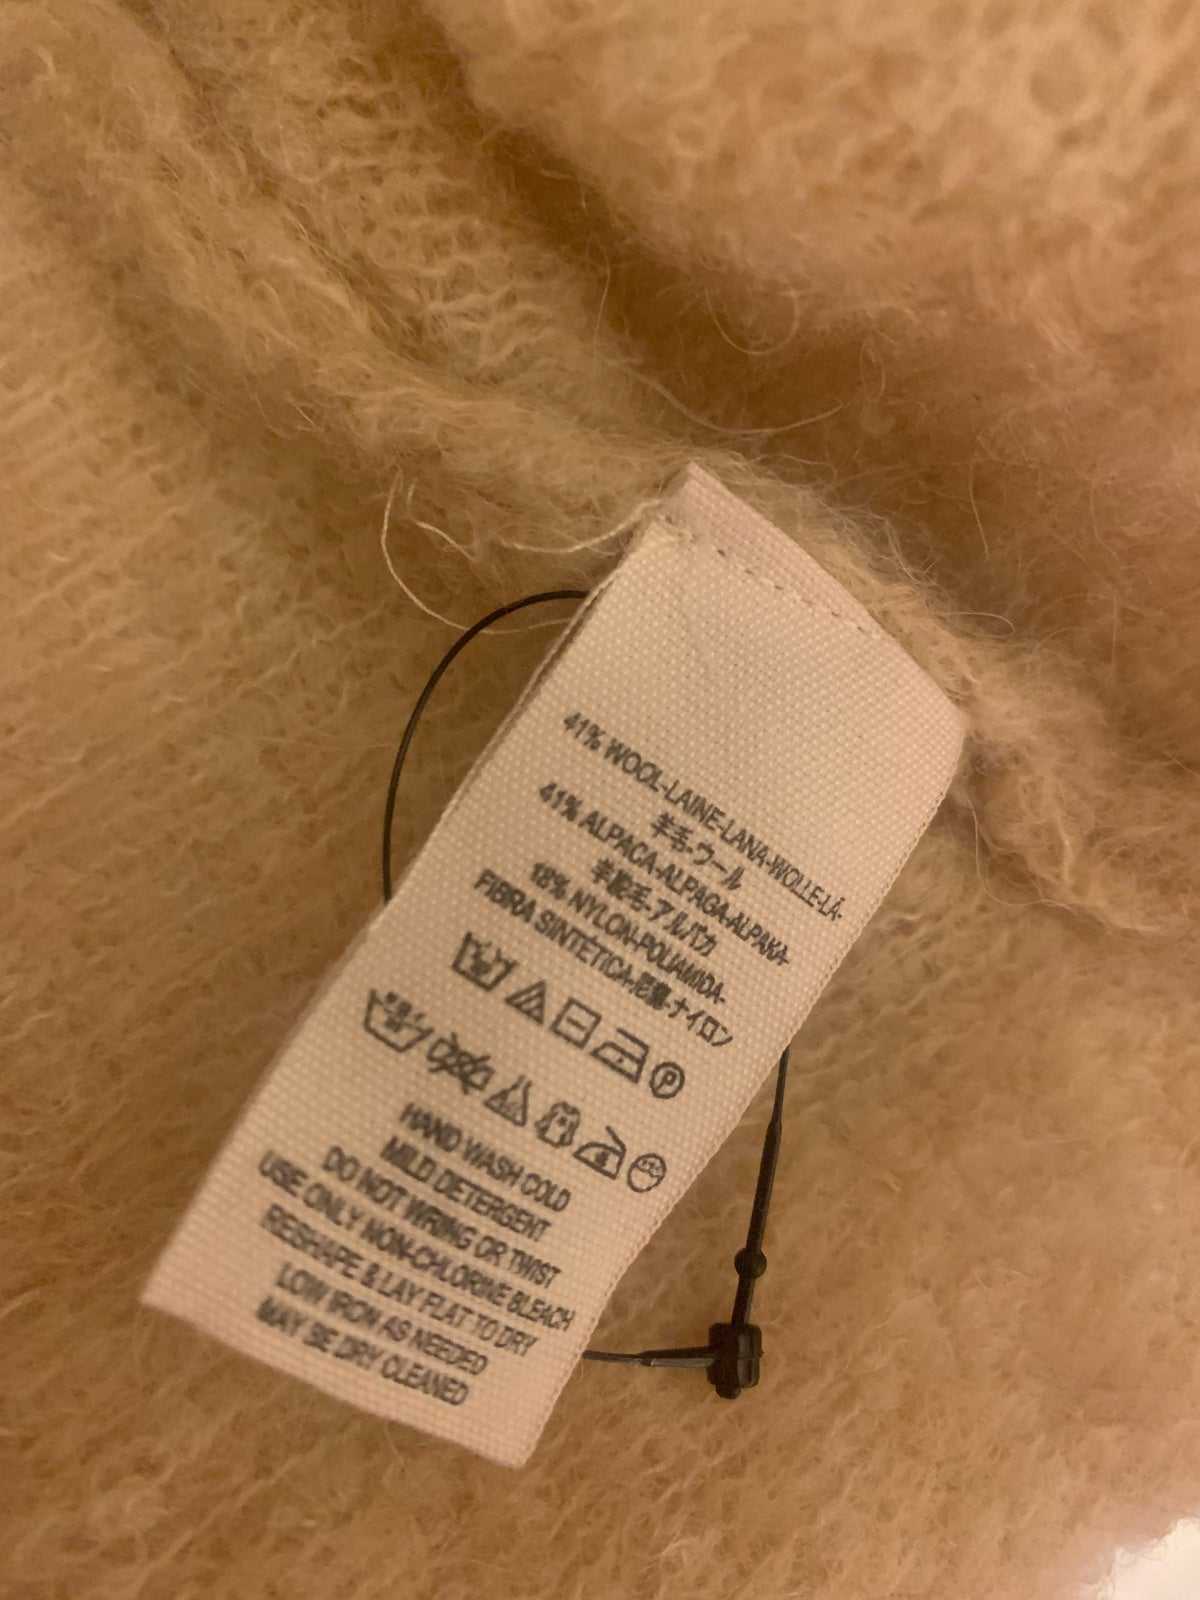 41% WOOL-LAINE-LANA-WOLLE-LÃ-
羊毛-ウール
41% ALPACA-ALPAGA-ALPAKA-
羊駝毛-アルパカ
18% NYLON-POLIAMIDA-
FIBRA SINTÉTICA-尼龍-ナイロン
P
HAND WASH COLD
MILD DETERGENT
DO NOT WRING OR TWIST
USE ONLY NON-CHLORINE BLEACH
RESHAPE & LAY FLAT TO DRY
LOW IRON AS NEEDED
MAY BE DRY CLEANED